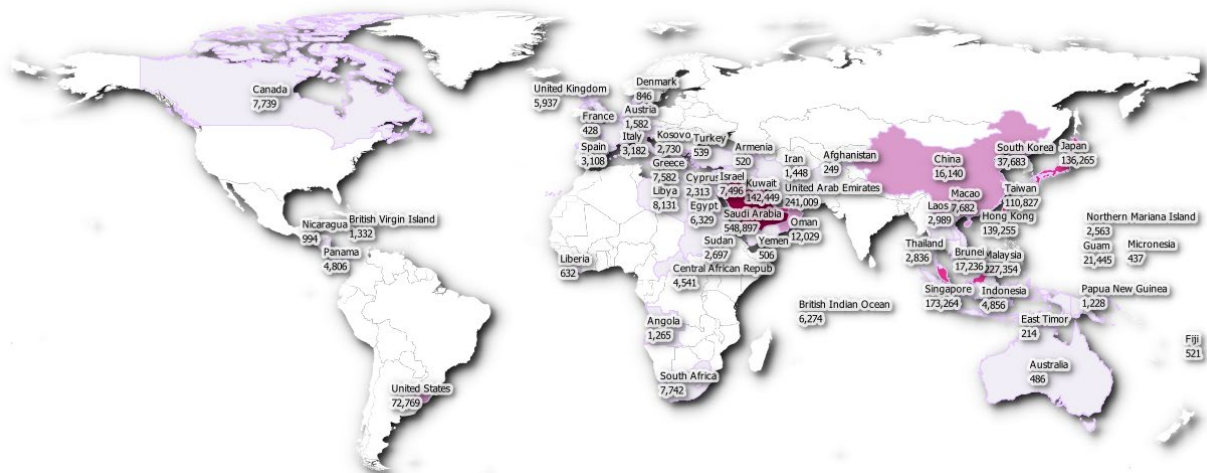 Canada
7,739
United Kingdom
5,937
Denmark
846
France
428
Austria
1,582
Spain
3,108
Italy
3,182
Kosovo
2,730
Turkey
539
Armenia
520
Greece
7,582
Cyprus
2,313
Israel
7,496
Kuwait
142,449
Iran
1,448
Afghanistan
249
United Arab Emirates
241,009
Libya
8,131
Egypt
6,329
Saudi Arabia
548,897
Oman
12,029
Sudan
2,697
Yemen
506
Central African Repub
4,541
China
16,140
South Korea
37,683
Japan
136,265
Macao
7,682
Taiwan
110,827
Laos
2,989
Hong Kong
139,255
Thailand
2,836
Brunei
17,236
Malaysia
227,354
Singapore
173,264
Indonesia
4,856
Northern Mariana Island
2,563
Guam
21,445
Micronesia
437
Papua New Guinea
1,228
East Timor
214
Fiji
521
Australia
486
British Indian Ocean
6,274
Nicaragua
994
British Virgin Island
1,332
Panama
4,806
Liberia
632
Angola
1,265
South Africa
7,742
United States
72,769